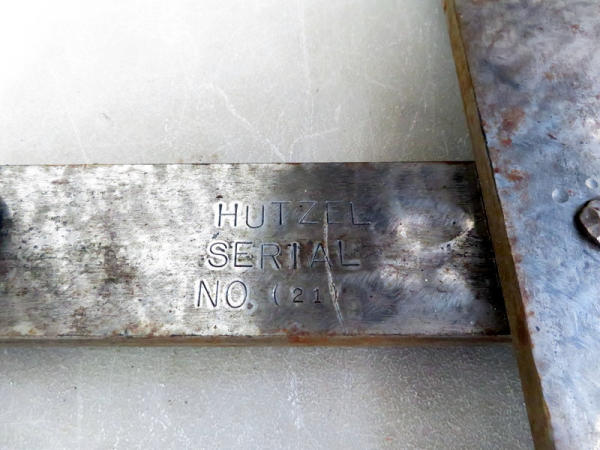 HUTZEL
SERIAL
NO. (21)